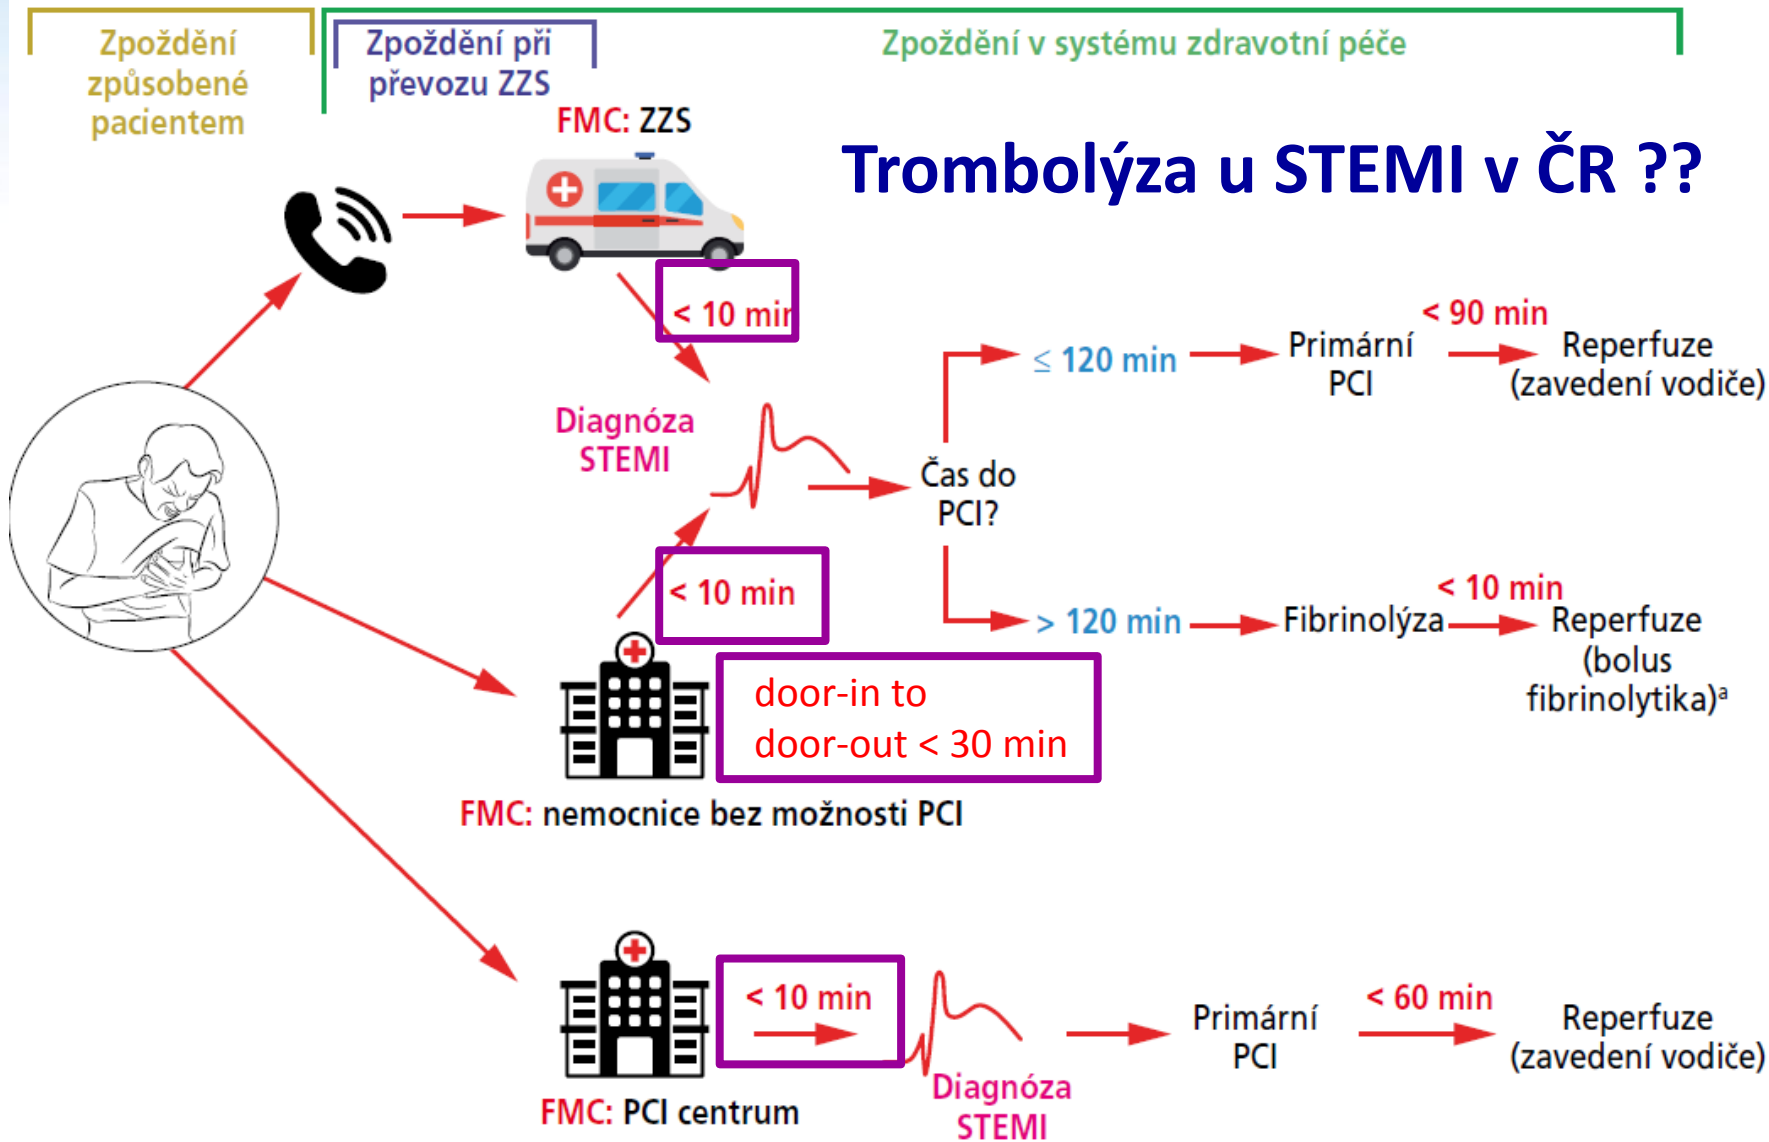 Zpoždění
způsobené
pacientem
Zpoždění při
převozu ZZS
Zpoždění v systému zdravotní péče
FMC: ZZS
Trombolýza u STEMI v ČR ??
< 10 min
Diagnóza
STEMI
Čas do
PCI?
≤ 120 min
Primární
PCI
< 90 min
Reperfuze
(zavedení vodiče)
< 10 min
> 120 min
Fibrinolýza
< 10 min
Reperfuze
(bolus
fibrinolytika)ᵃ
door-in to
door-out < 30 min
FMC: nemocnice bez možnosti PCI
< 10 min
Diagnóza
STEMI
Primární
PCI
< 60 min
Reperfuze
(zavedení vodiče)
FMC: PCI centrum